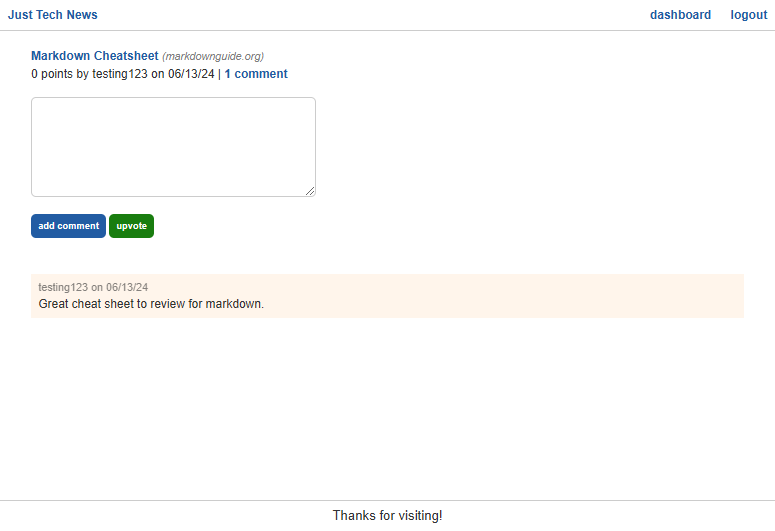 Just Tech News dashboard logout
Markdown Cheatsheet (markdownguide.org)
0 points by testing123 on 06/13/24 | 1 comment
add comment upvote
testing123 on 06/13/24
Great cheat sheet to review for markdown.
Thanks for visiting!